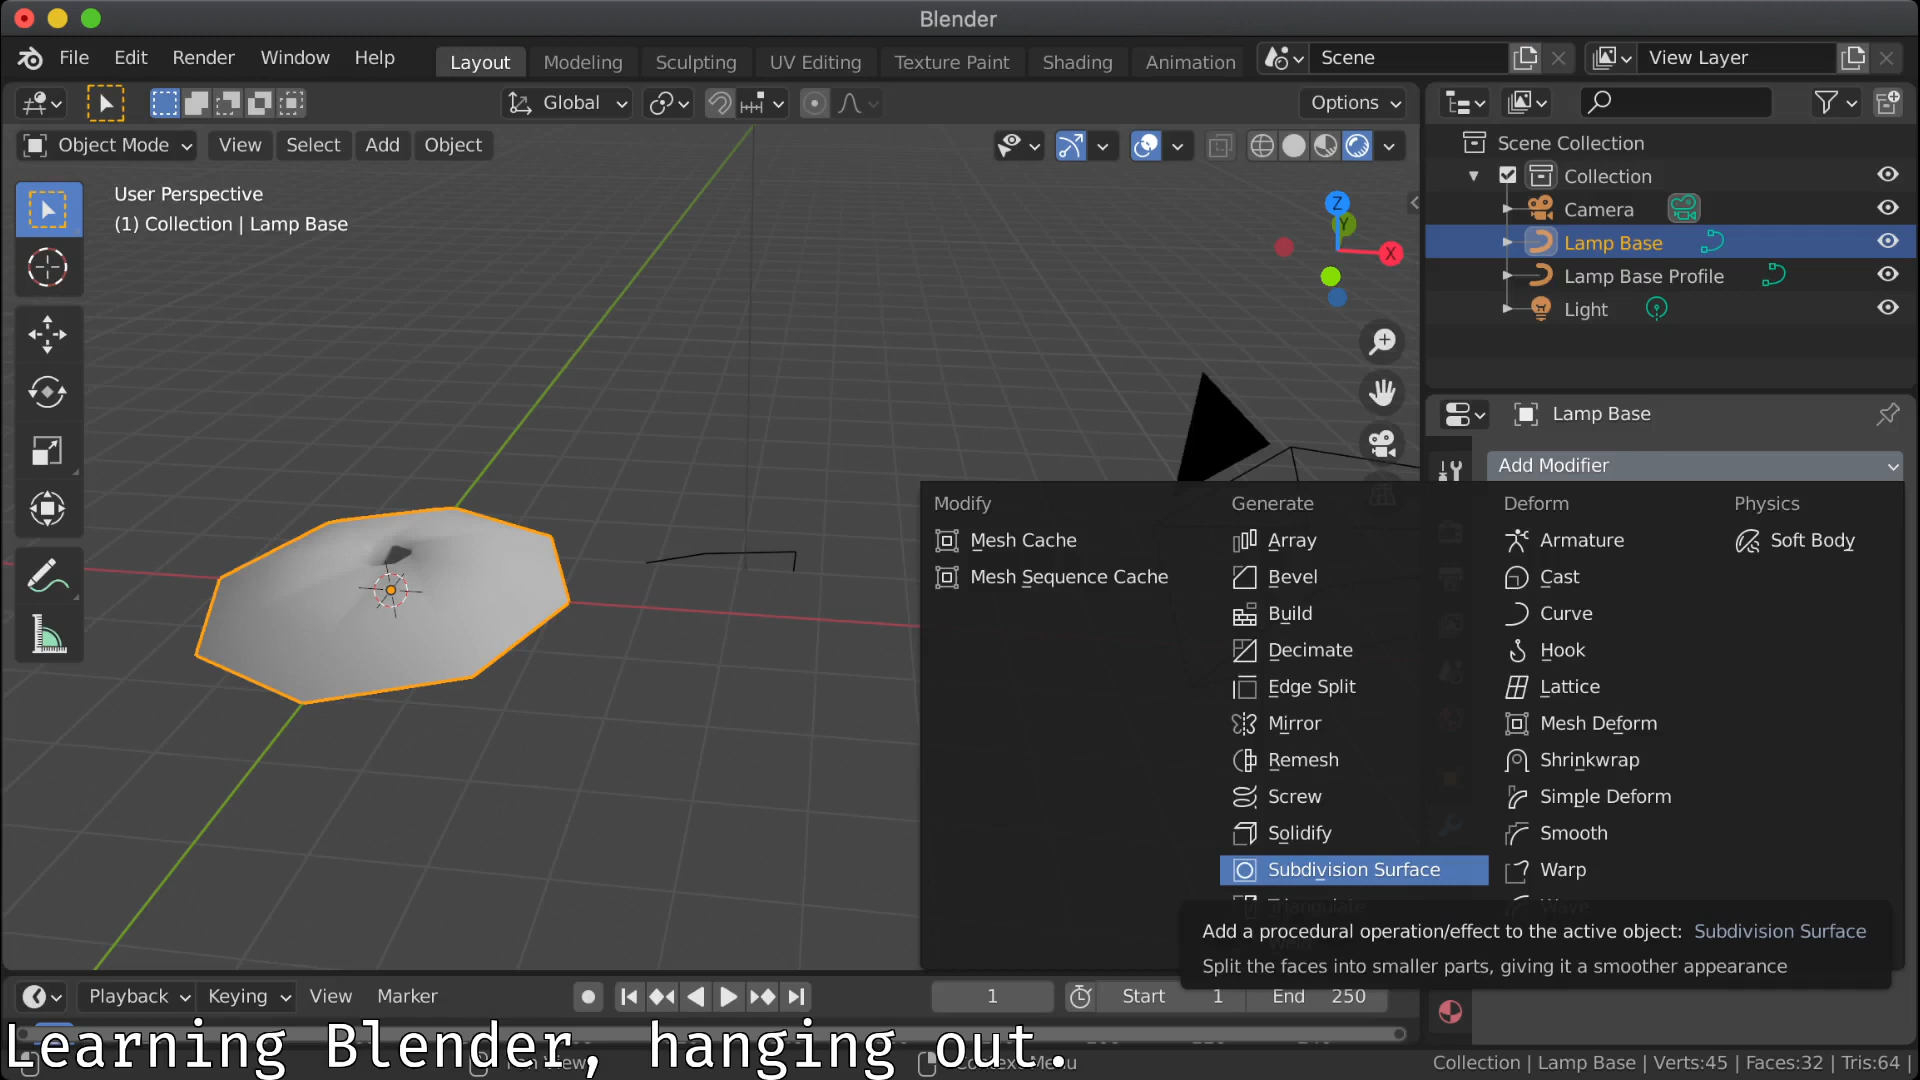 Blender
File Edit Render Window Help Layout Modeling Sculpting UV Editing Texture Paint Shading Animation Scene View Layer
Global Options
Object Mode View Select Add Object
User Perspective
(1) Collection | Lamp Base
Z
Y
X
Scene Collection
Collection
Camera
Lamp Base
Lamp Base Profile
Light
Lamp Base
Add Modifier
Modify
Mesh Cache
Mesh Sequence Cache
Generate
Array
Bevel
Build
Decimate
Edge Split
Mirror
Remesh
Screw
Solidify
Subdivision Surface
Triangulate
Deform
Armature
Cast
Curve
Hook
Lattice
Mesh Deform
Shrinkwrap
Simple Deform
Smooth
Warp
Wave
Physics
Soft Body
Add a procedural operation/effect to the active object: Subdivision Surface
Split the faces into smaller parts, giving it a smoother appearance
Playback Keying View Marker 1 Start 1 End 250
Learning Blender, hanging out.
Collection | Lamp Base | Verts:45 | Faces:32 | Tris:64 |